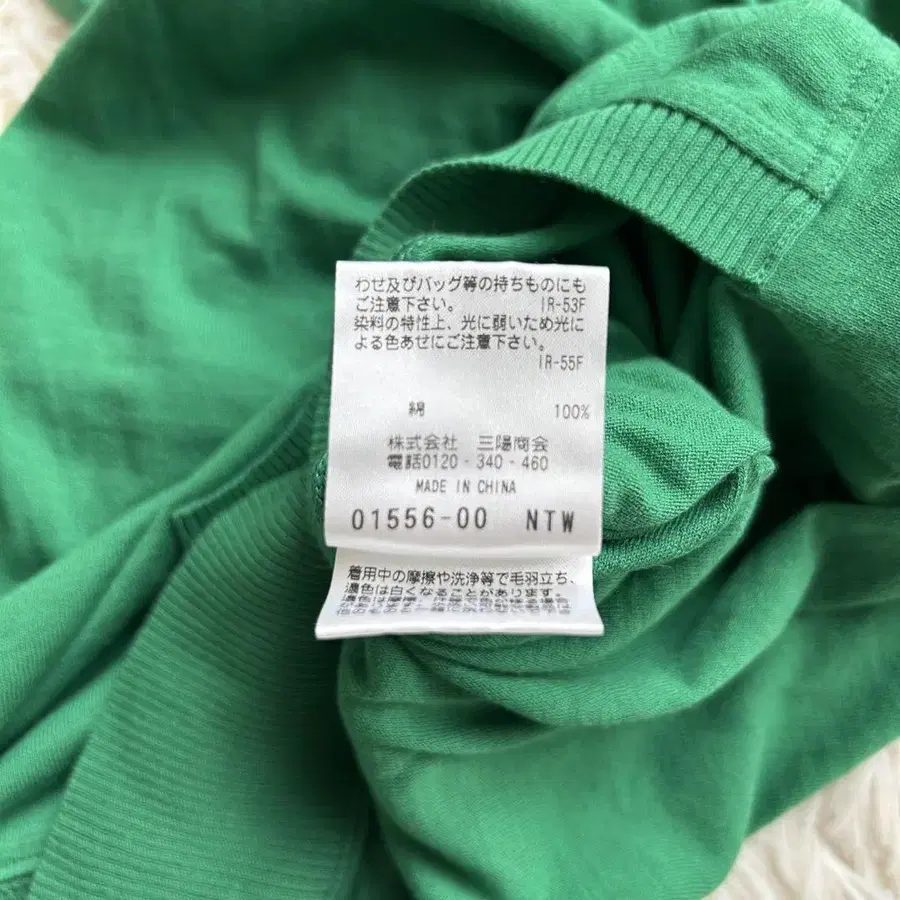 わせ及びバッグ等の持ちものにも
ご注意下さい。 IR-53F
染料の特性上、光に弱いため光に
よる色あせにご注意下さい。
IR-55F
綿 100%
株式会社 三陽商会
電話0120-340-460
MADE IN CHINA
01556-00 NTW
着用中の摩擦や洗浄等で毛羽立ち、
濃色は白くなることがあります。